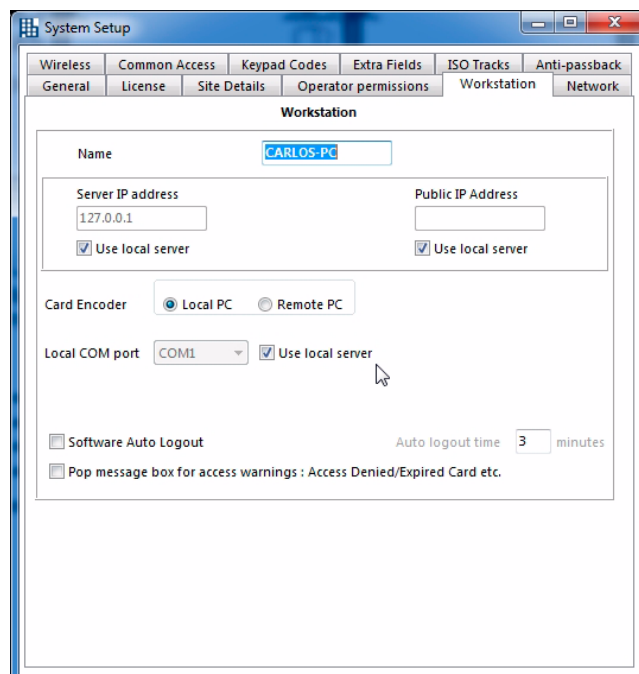 System Setup
Wireless Common Access Keypad Codes Extra Fields ISO Tracks Anti-passback
General License Site Details Operator permissions Workstation Network
Workstation
Name CARLOS-PC
Server IP address Public IP Address
127.0.0.1
Use local server Use local server
Card Encoder Local PC Remote PC
Local COM port COM1 Use local server
Software Auto Logout Auto logout time 3 minutes
Pop message box for access warnings : Access Denied/Expired Card etc.